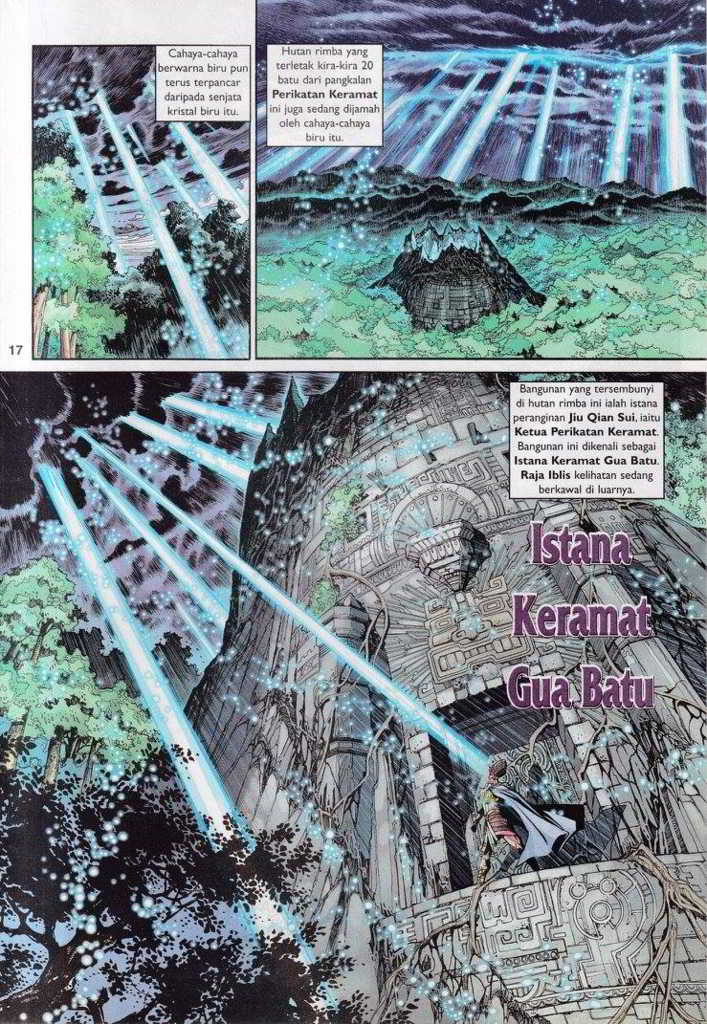 Cahaya-cahaya
berwarna biru pun
terus terpancar
daripada senjata
kristal biru itu.
Hutan rimba yang
terletak kira-kira 20
batu dari pangkalan
Perikatan Keramat
ini juga sedang dijamah
oleh cahaya-cahaya
biru itu.
17
Bangunan yang tersembunyi
di hutan rimba ini ialah istana
peranginan Jiu Qian Sui, iaitu
Ketua Perikatan Keramat.
Bangunan ini dikenali sebagai
Istana Keramat Gua Batu.
Raja Iblis kelihatan sedang
berkawal di luarnya.
Istana
Keramat
Gua Batu